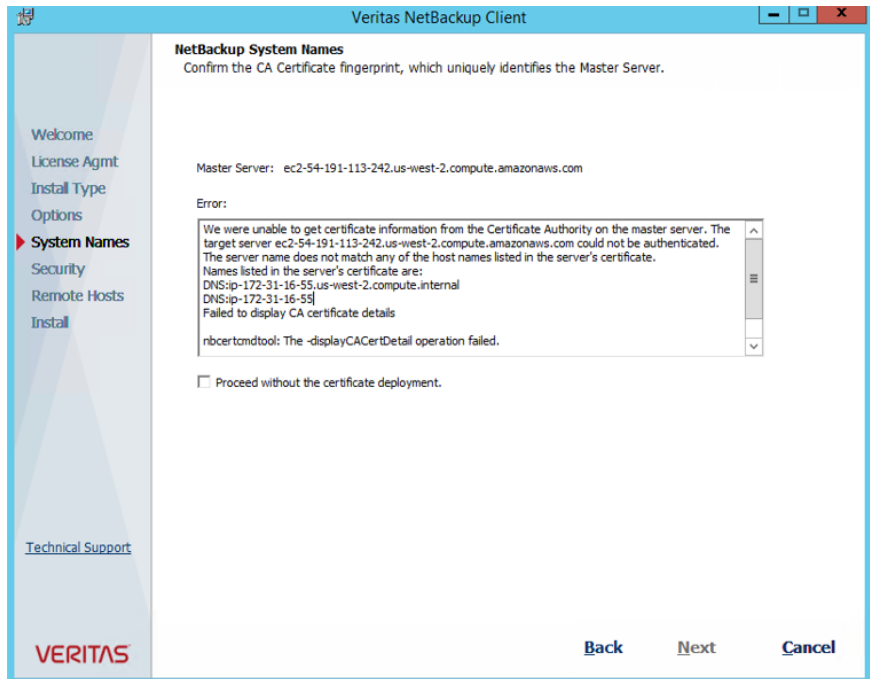 Veritas NetBackup Client
NetBackup System Names
Confirm the CA Certificate fingerprint, which uniquely identifies the Master Server.
Welcome
License Agmt
Install Type
Options
System Names
Security
Remote Hosts
Install
Master Server: ec2-54-191-113-242.us-west-2.compute.amazonaws.com
Error:
We were unable to get certificate information from the Certificate Authority on the master server. The
target server ec2-54-191-113-242.us-west-2.compute.amazonaws.com could not be authenticated.
The server name does not match any of the host names listed in the server's certificate.
Names listed in the server's certificate are:
DNS:ip-172-31-16-55.us-west-2.compute.internal
DNS:ip-172-31-16-55
Failed to display CA certificate details
nbcertcmdtool: The -displayCACertDetail operation failed.
Proceed without the certificate deployment.
Technical Support
VERITAS
Back Next Cancel